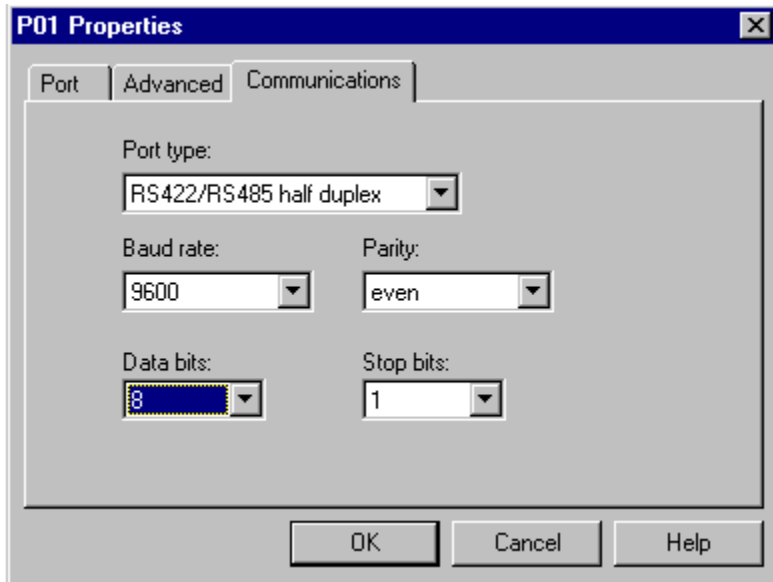 P01 Properties
Port Advanced Communications
Port type:
RS422/RS485 half duplex
Baud rate: Parity:
9600 even
Data bits: Stop bits:
8 1
OK Cancel Help